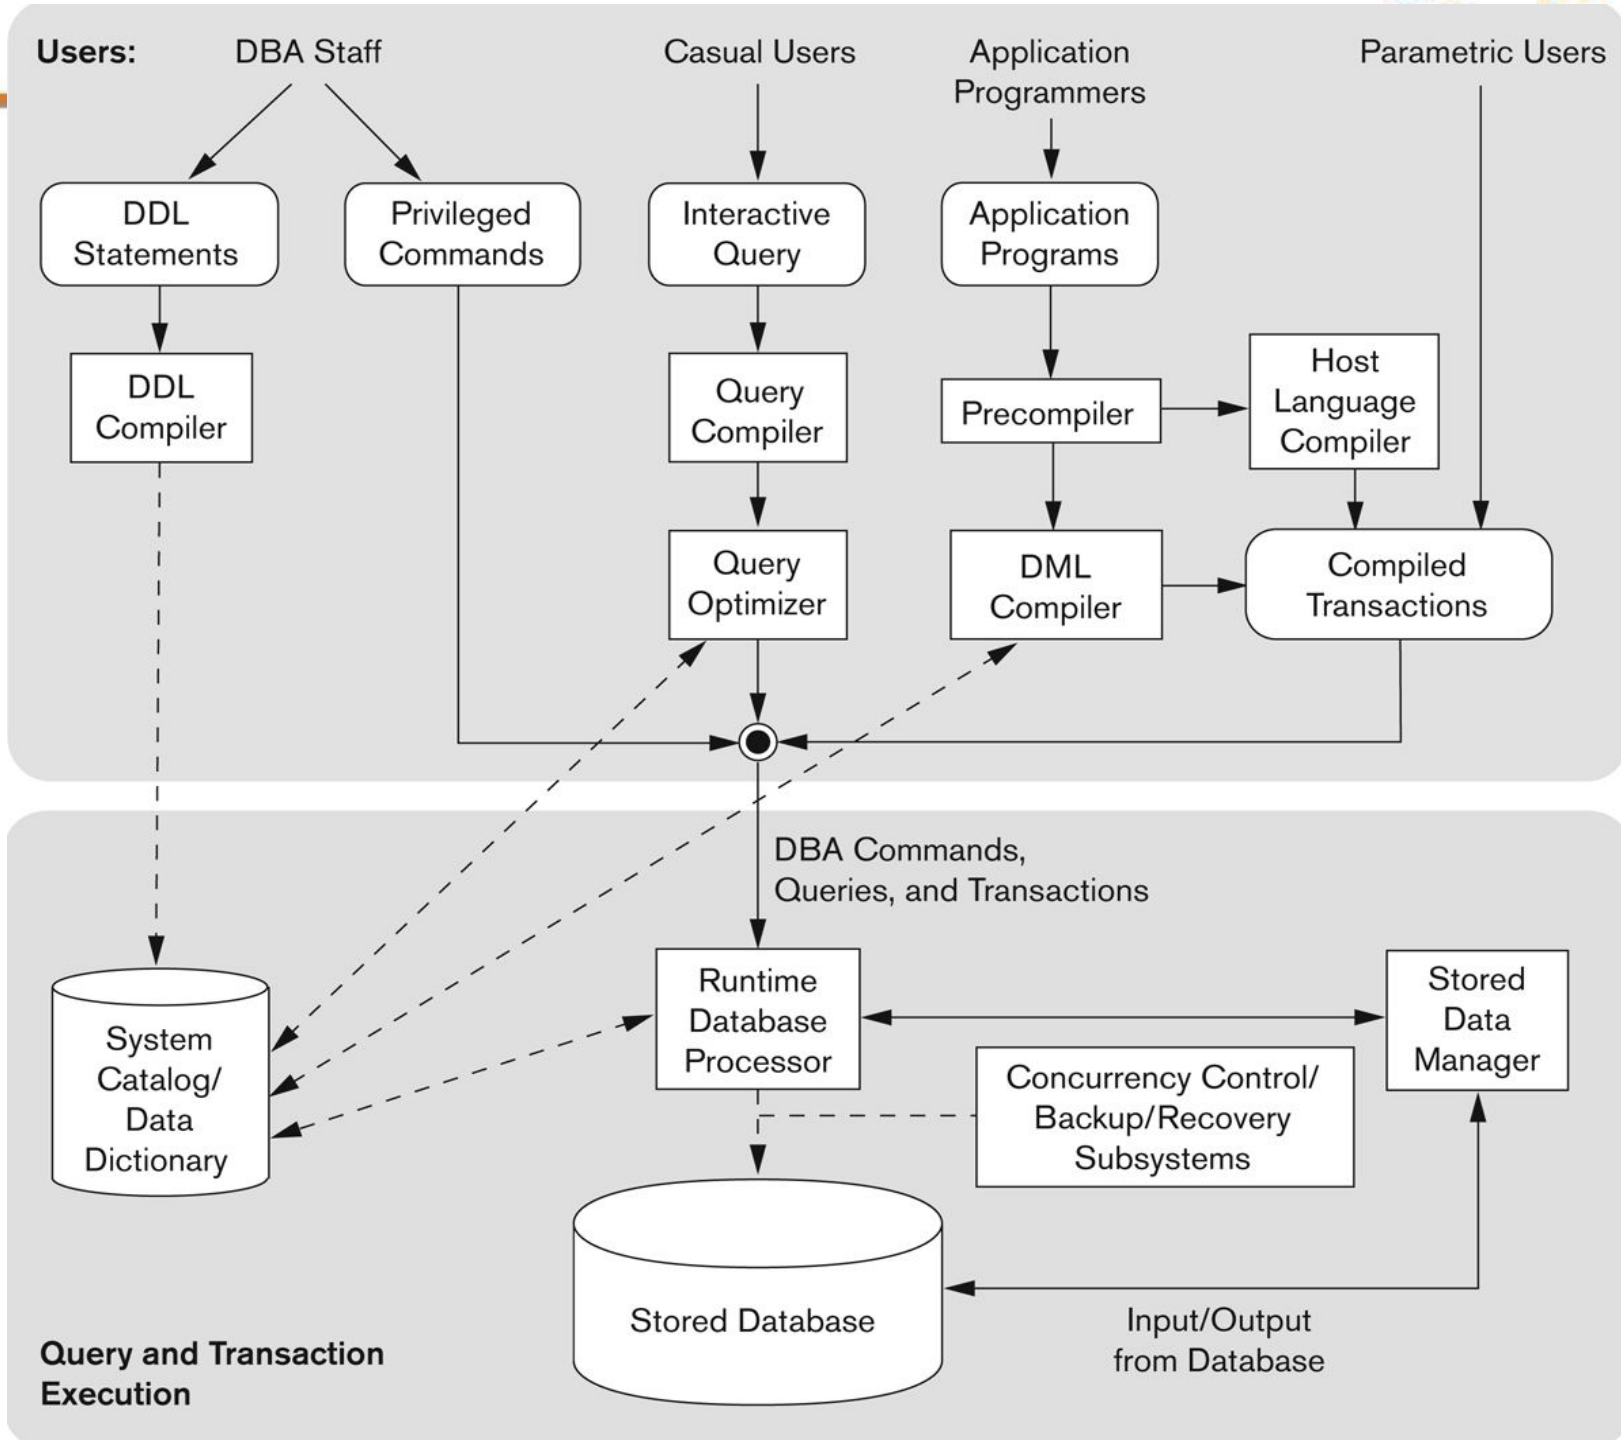 Users:
DBA Staff
Casual Users
Application
Programmers
Parametric Users
DDL
Statements
Privileged
Commands
Interactive
Query
Application
Programs
DDL
Compiler
Query
Compiler
Precompiler
Host
Language
Compiler
Query
Optimizer
DML
Compiler
Compiled
Transactions
DBA Commands,
Queries, and Transactions
System
Catalog/
Data
Dictionary
Runtime
Database
Processor
Stored
Data
Manager
Concurrency Control/
Backup/Recovery
Subsystems
Stored Database
Input/Output
from Database
Query and Transaction
Execution